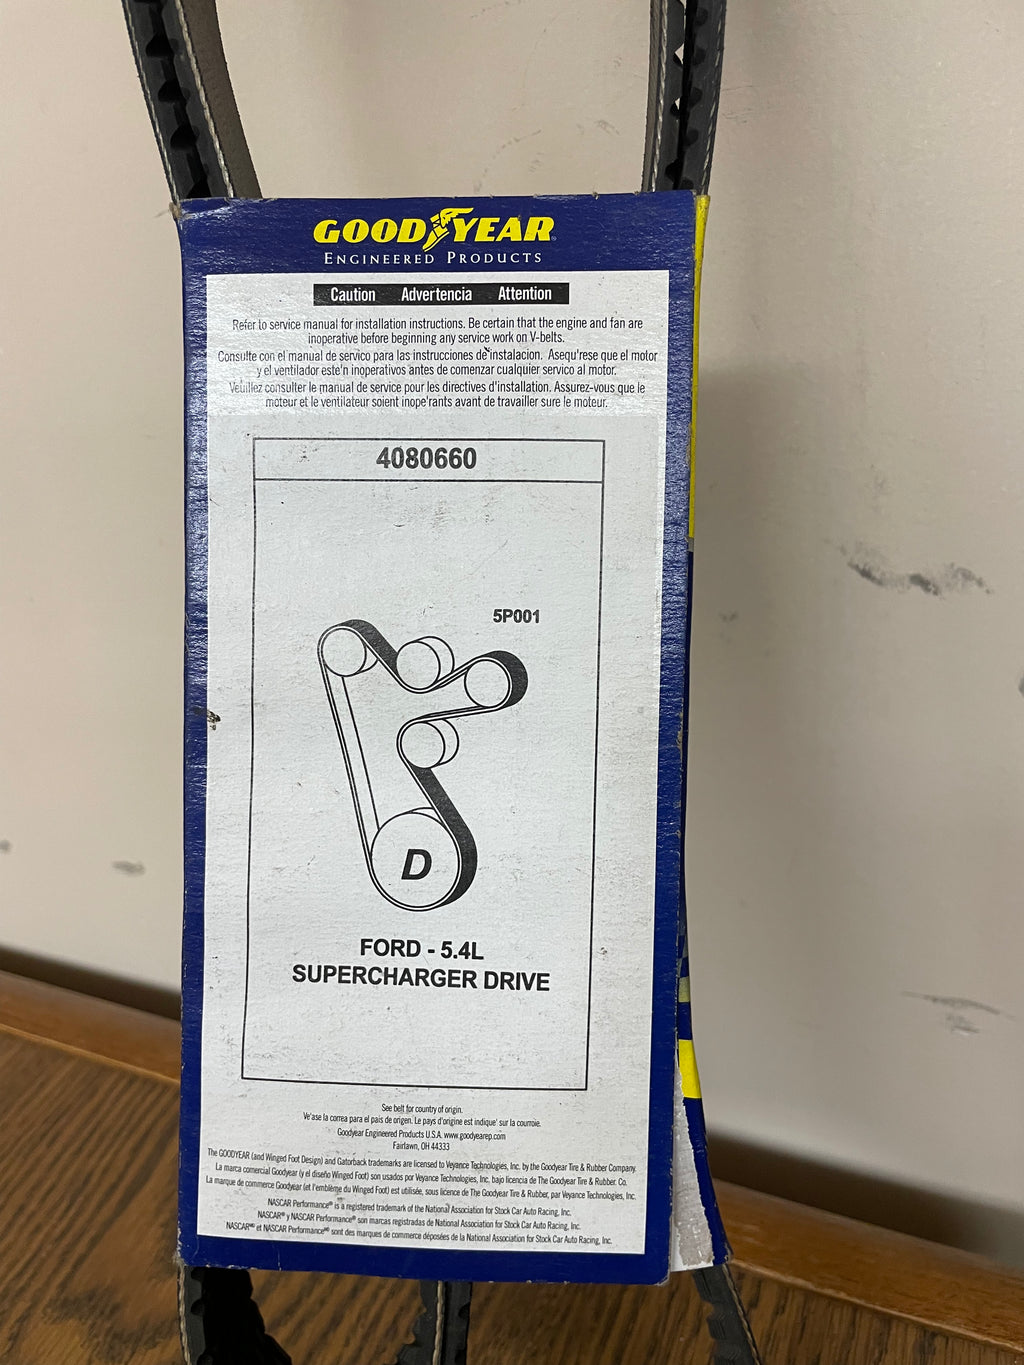 GOODYEAR
ENGINEERED PRODUCTS
Caution Advertencia Attention
Refer to service manual for installation instructions. Be certain that the engine and fan are
inoperative before beginning any service work on V-belts.
Consulte con el manual de servico para las instrucciones de instalacion. Asequ'rese que el motor
y el ventilador este'n inoperativos antes de comenzar cualquier servico al motor.
Veuillez consulter le manual de service pour les directives d'installation. Assurez-vous que le
moteur et le ventilateur soient inope'rants avant de travailler sure le moteur.
4080660
5P001
D
FORD - 5.4L
SUPERCHARGER DRIVE
See belt for country of origin.
Ve'ase la correa para el pais de origen. Le pays d'origine est indique' sur la courroie.
Goodyear Engineered Products U.S.A. www.goodyearep.com
Fairlawn, OH 44333
The GOODYEAR (and Winged Foot Design) and Gatorback trademarks are licensed to Veyance Technologies, Inc. by the Goodyear Tire & Rubber Company.
La marca comercial Goodyear (y el diseño Winged Foot) son usados por Veyance Technologies, Inc. bajo licencia de The Goodyear Tire & Rubber. Co.
La marque de commerce Goodyear (et l'emblème du Winged Foot) est utilisée, sous licence de The Goodyear Tire & Rubber, par Veyance Technologies, Inc.
NASCAR Performance® is a registered trademark of the National Association for Stock Car Auto Racing, Inc.
NASCAR® y NASCAR Performance® son marcas registradas de National Association for Stock Car Auto Racing, Inc.
NASCAR® et NASCAR Performance® sont des marques de commerce déposées de la National Association for Stock Car Auto Racing, Inc.